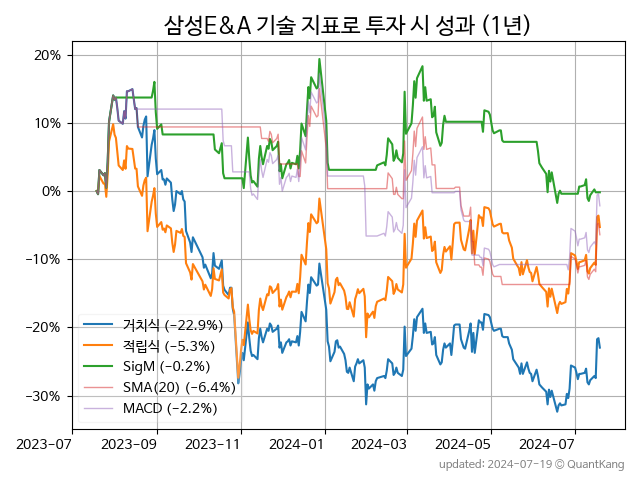 삼성E&A 기술 지표로 투자 시 성과 (1년)
20%
10%
0%
−10%
−20%
−30%
거치식 (−22.9%)
적립식 (−5.3%)
SigM (−0.2%)
SMA(20) (−6.4%)
MACD (−2.2%)
2023-07 2023-09 2023-11 2024-01 2024-03 2024-05 2024-07
updated: 2024-07-19 © QuantKang